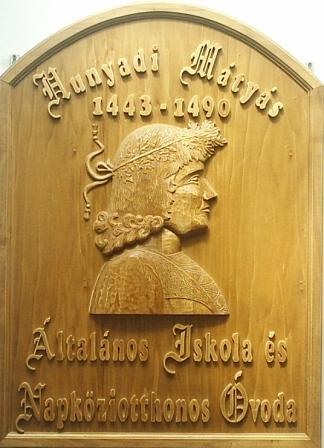 Hunyadi Mátyás
1443-1490
Általános Iskola és
Napköziotthonos Óvoda